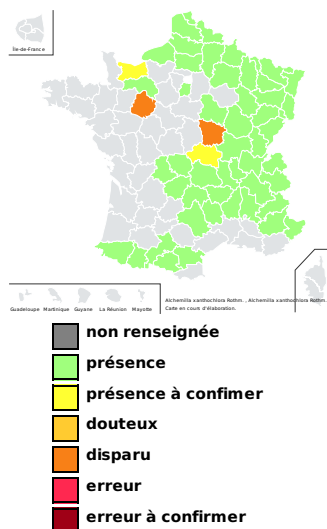 Île-de-France
Guadeloupe Martinique Guyane La Réunion Mayotte
Alchemilla xanthochlora Rothm. , Alchemilla xanthochlora Rothm.
Carte en cours d'élaboration.
non renseignée
présence
présence à confimer
douteux
disparu
erreur
erreur à confirmer